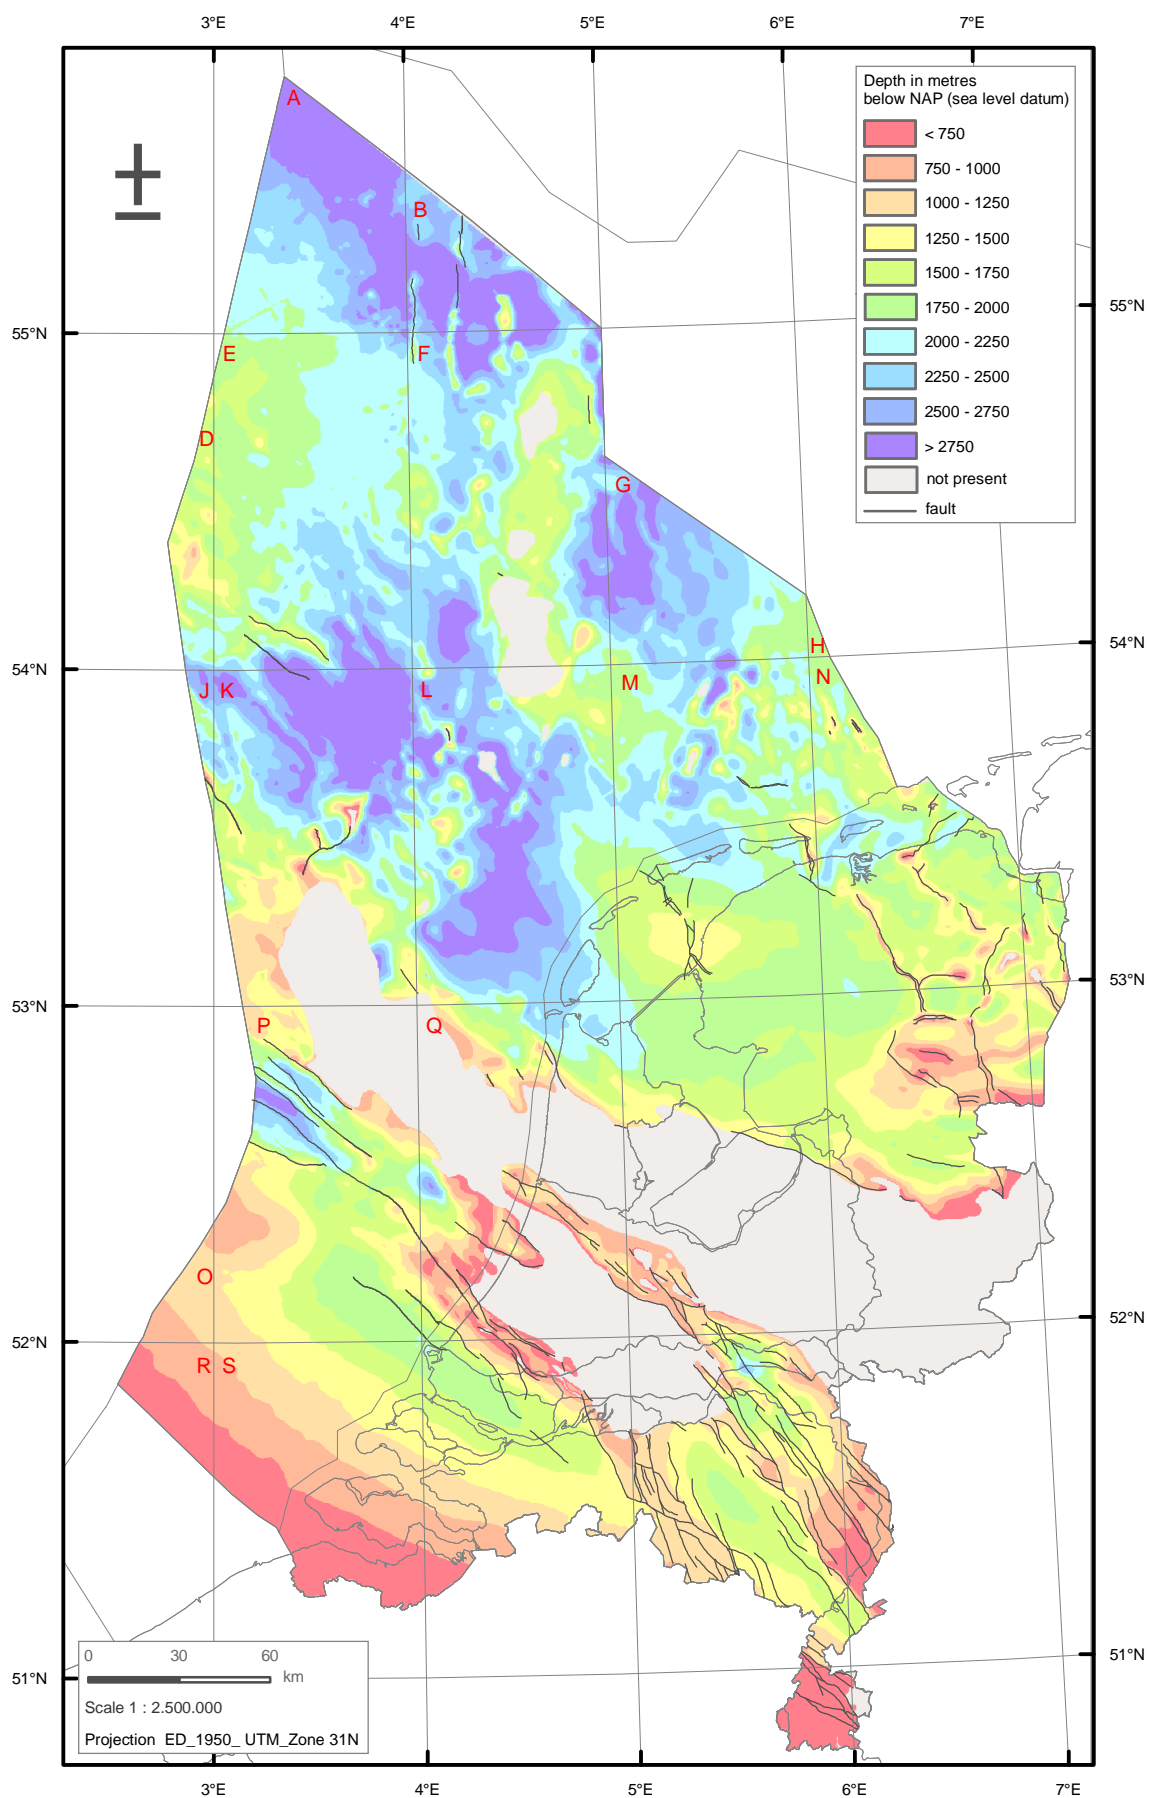 3°E 4°E 5°E 6°E 7°E
Depth in metres
below NAP (sea level datum)
< 750
750 - 1000
1000 - 1250
1250 - 1500
1500 - 1750
1750 - 2000
2000 - 2250
2250 - 2500
2500 - 2750
> 2750
not present
fault
A
B
55°N 55°N
E F
D
G
54°N 54°N
H
J K L M N
53°N 53°N
P Q
O
52°N 52°N
R S
51°N 51°N
0 30 60
km
Scale 1 : 2.500.000
Projection ED_1950_ UTM_Zone 31N
3°E 4°E 5°E 6°E 7°E